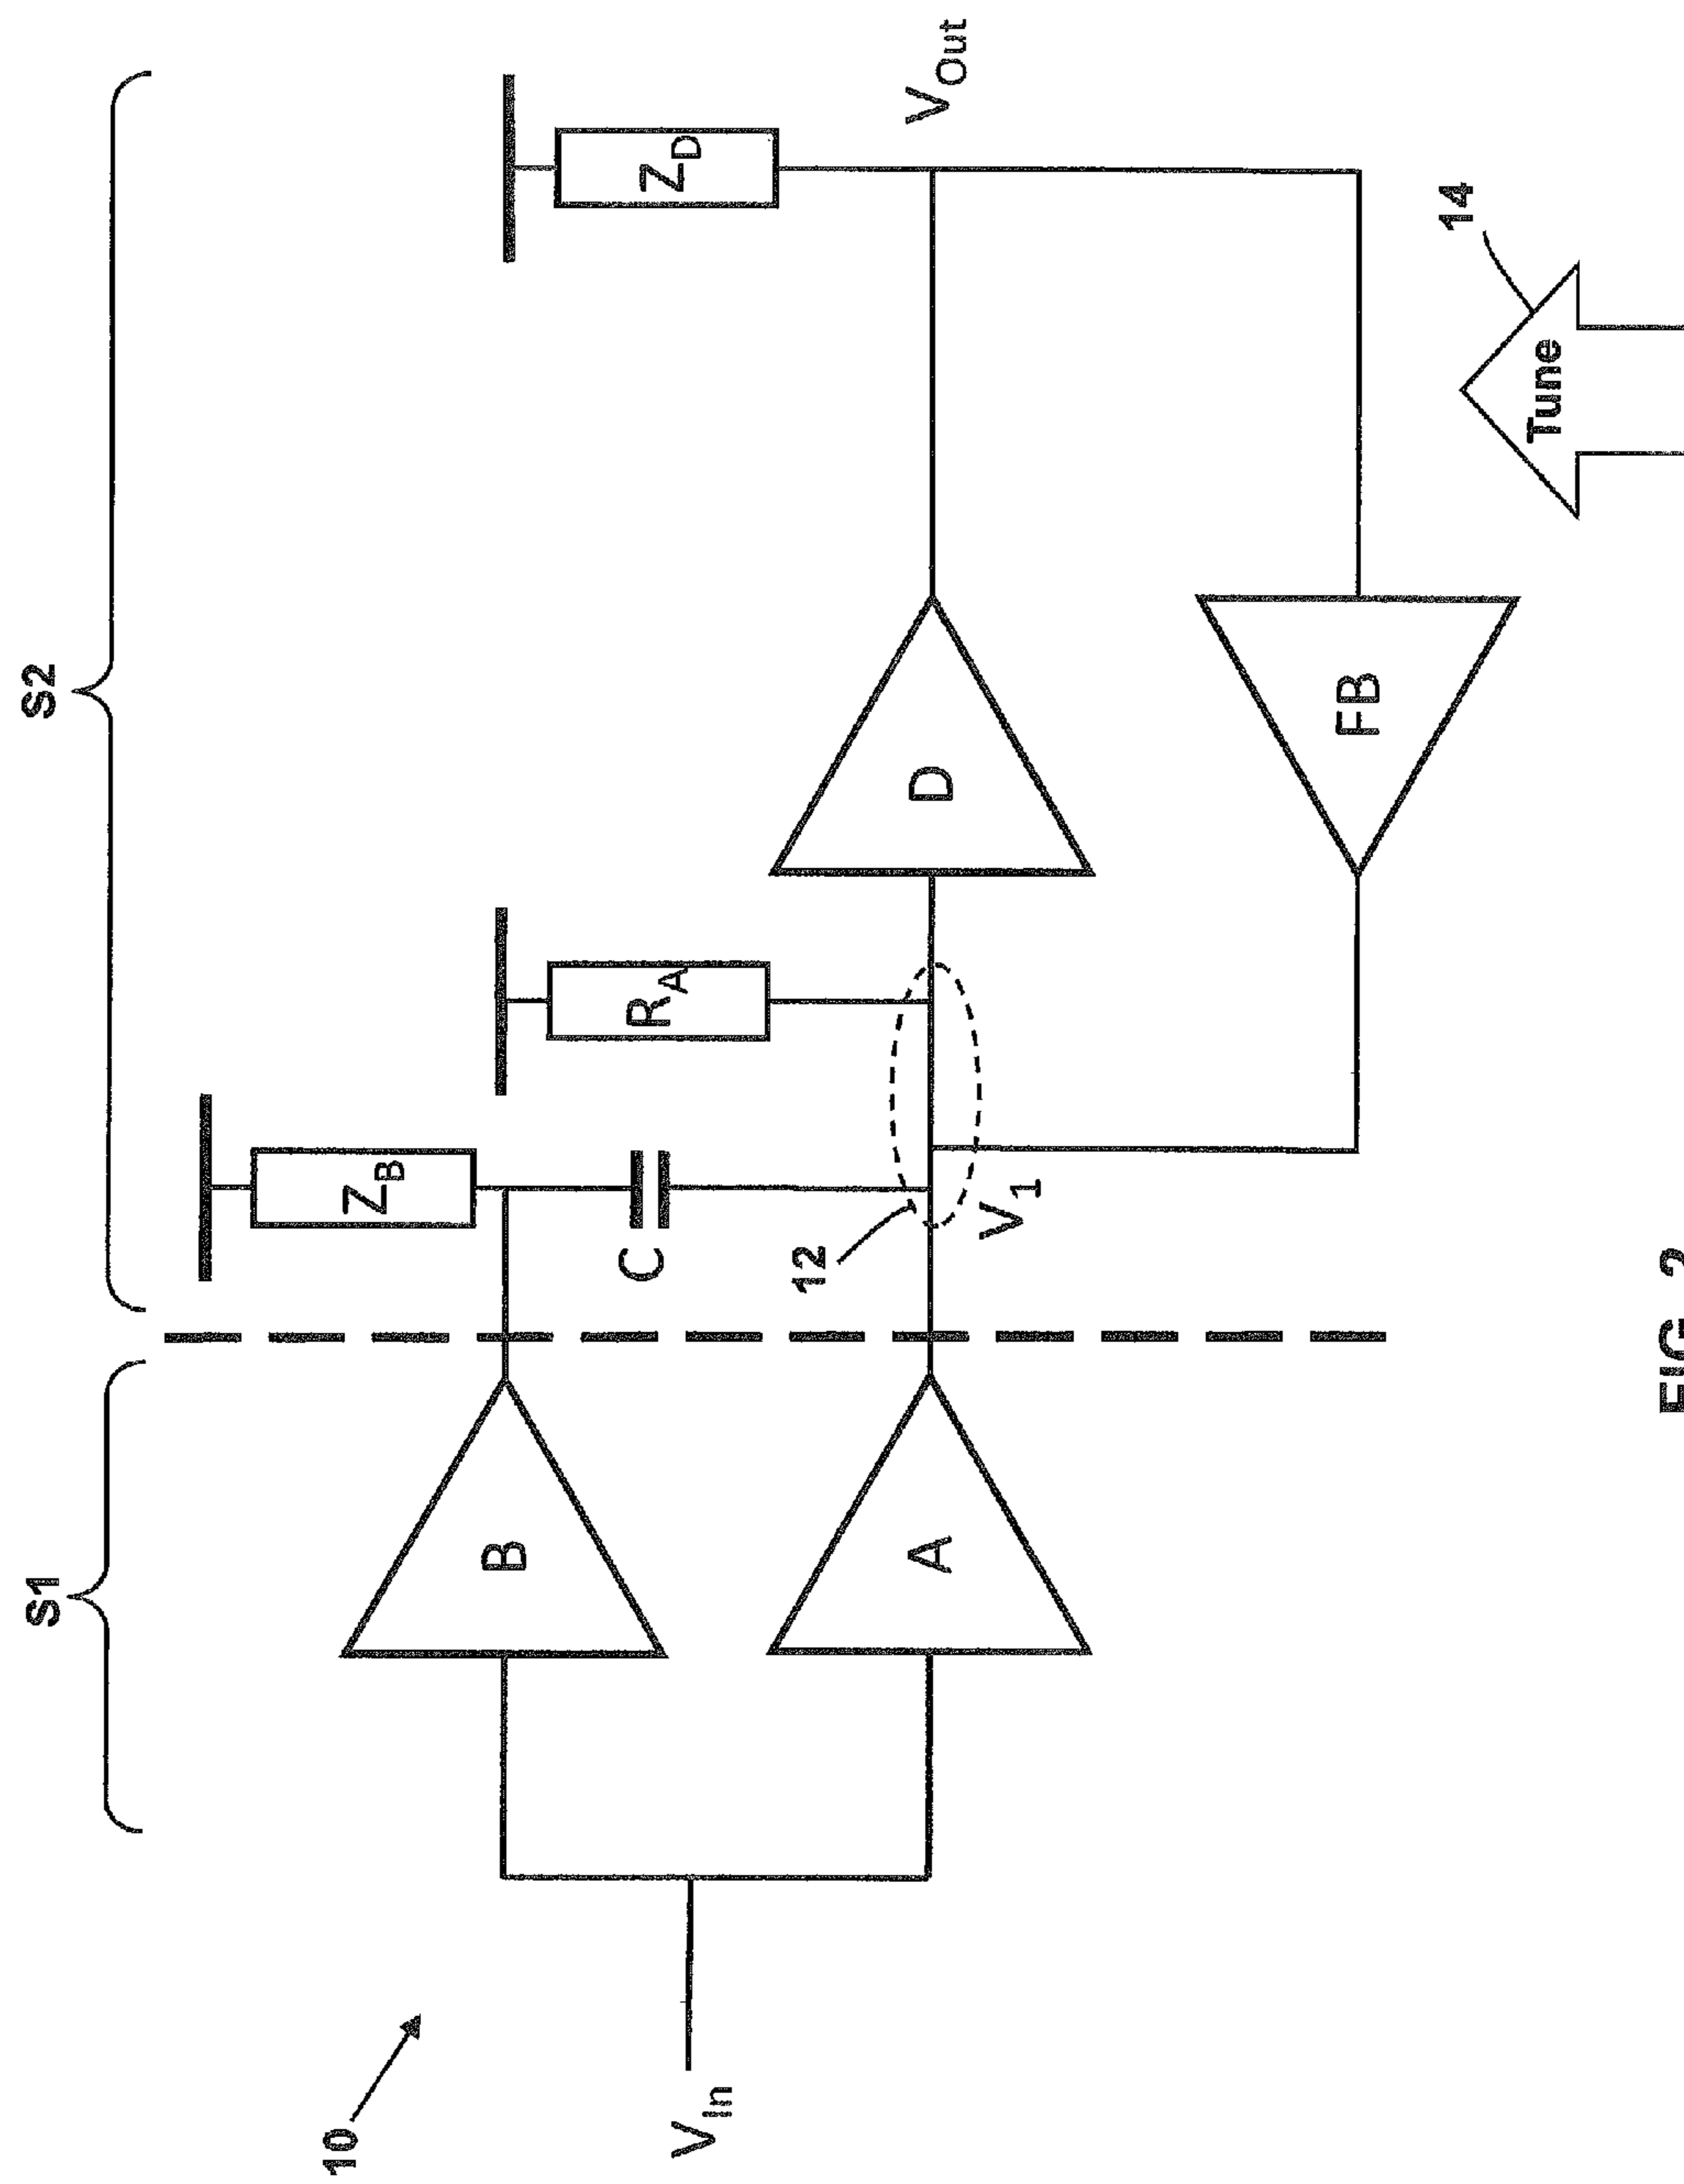 S1
S2
10
V_in
B
A
Z_B
C
12
V_1
R_A
D
Z_D
V_Out
FB
Tune
14
FIG. 2